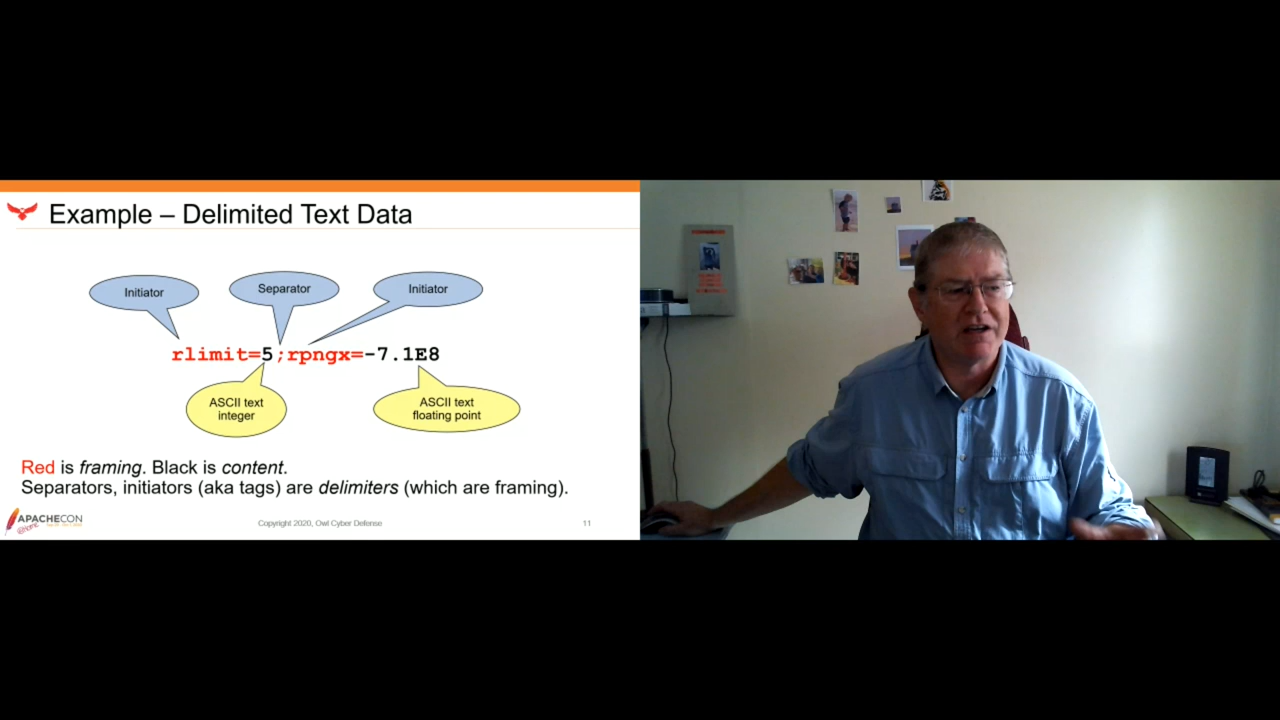 Example – Delimited Text Data
Initiator
Separator
Initiator
rlimit=5;rpngx=-7.1E8
ASCII text
integer
ASCII text
floating point
Red is framing. Black is content.
Separators, initiators (aka tags) are delimiters (which are framing).
APACHECON
@Home
Copyright 2020, Owl Cyber Defense
11